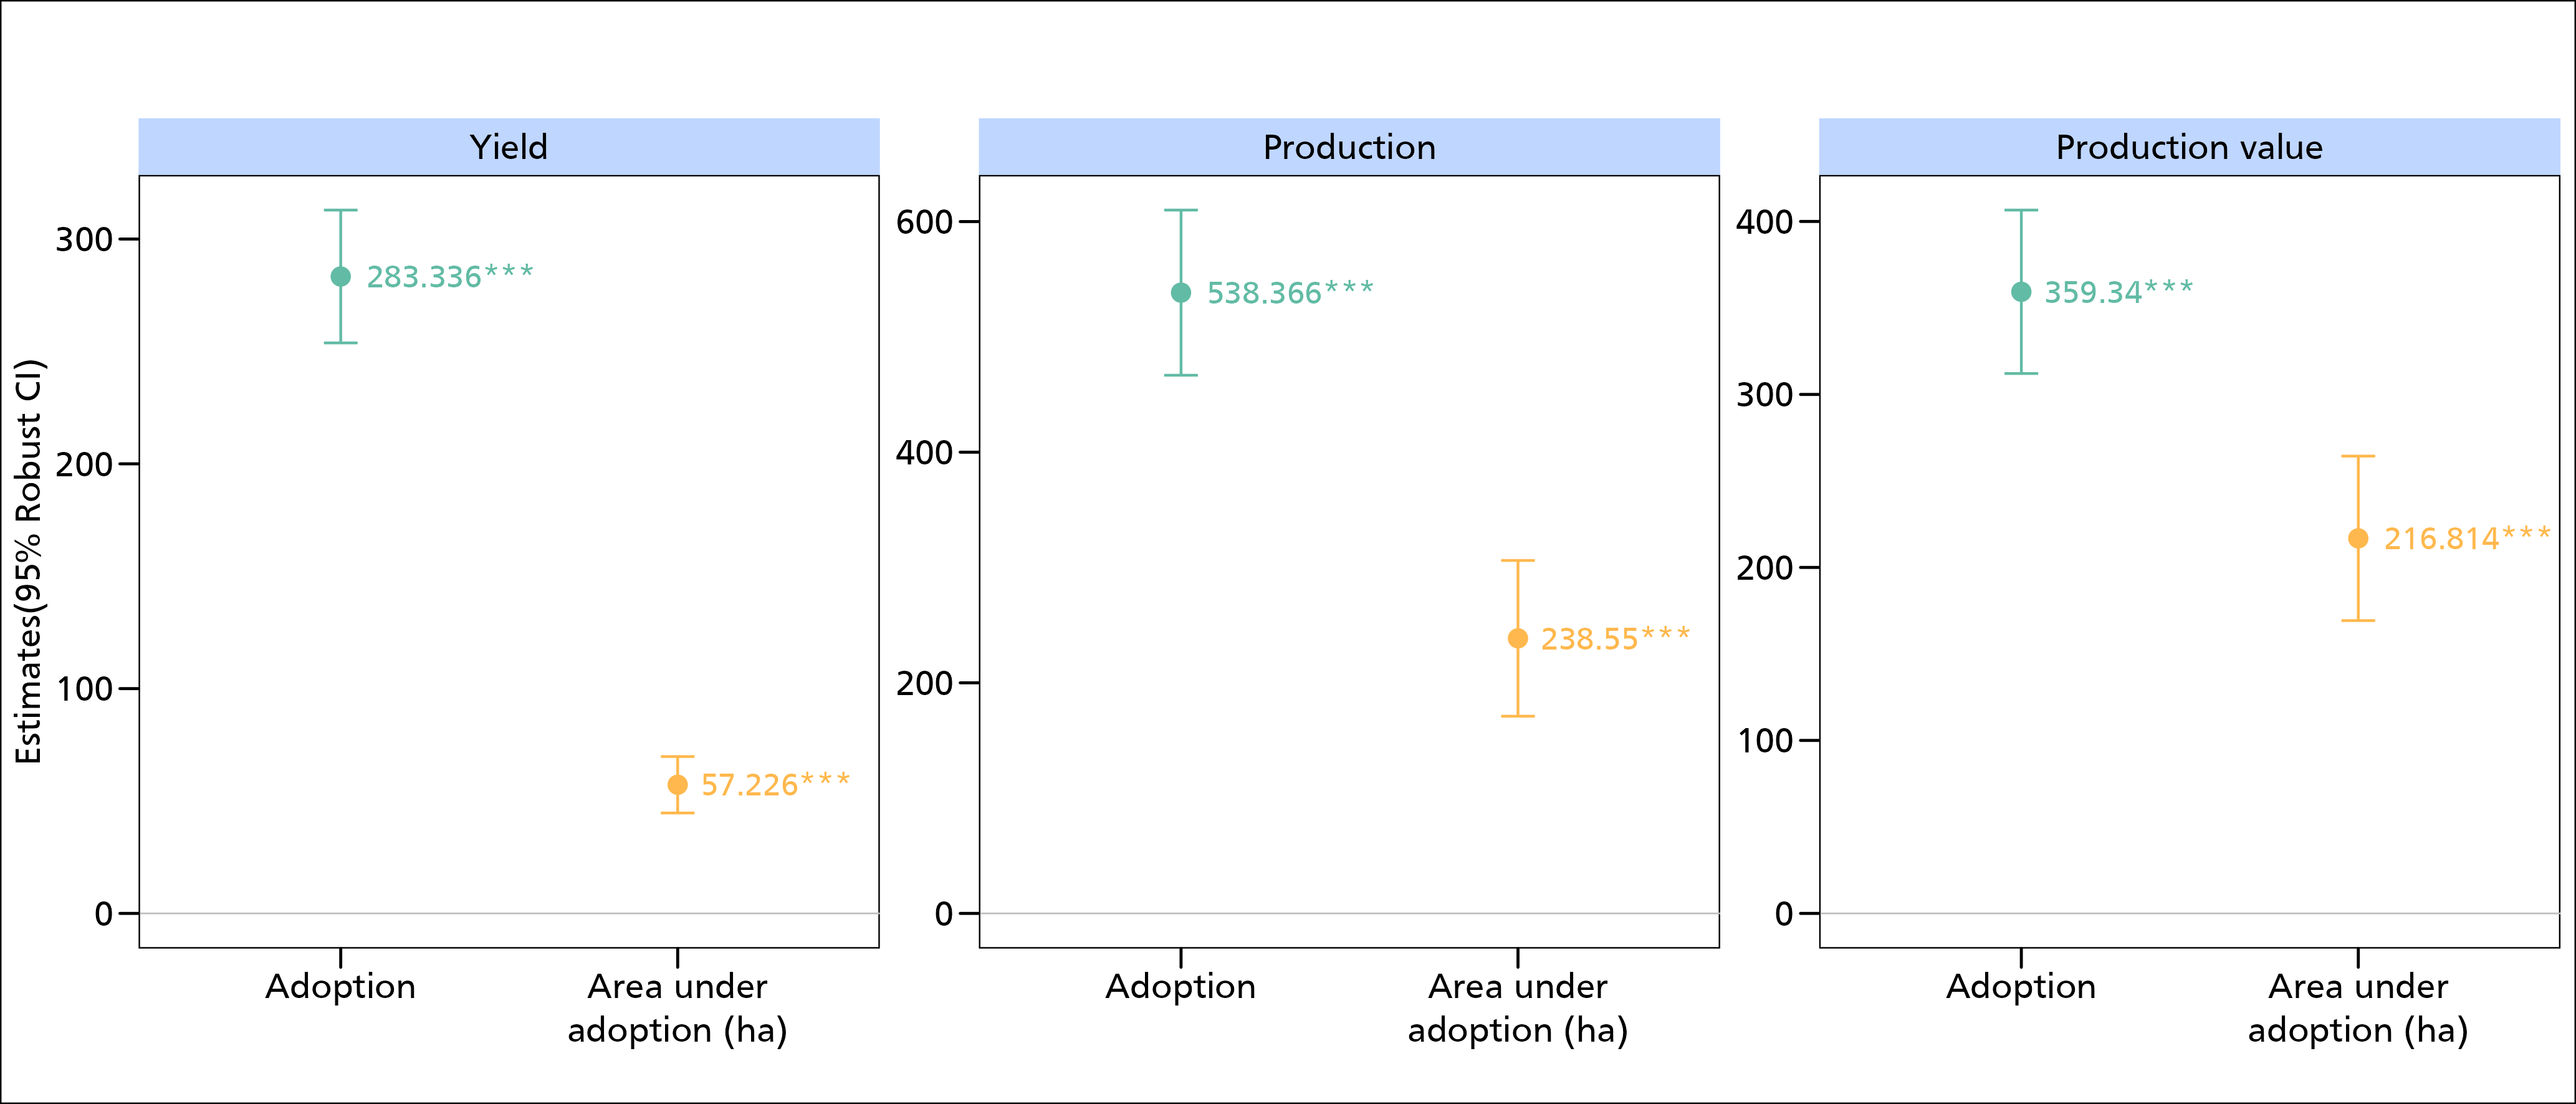 Yield
Production
Production value
Estimates(95% Robust CI)
300
200
100
0
283.336***
57.226***
Adoption
Area under
adoption (ha)
600
400
200
0
538.366***
238.55***
Adoption
Area under
adoption (ha)
400
300
200
100
0
359.34***
216.814***
Adoption
Area under
adoption (ha)